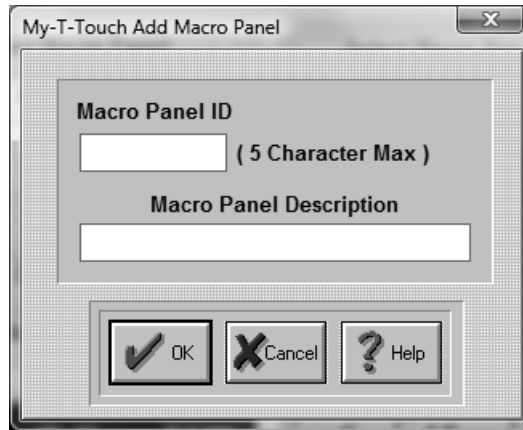 My-T-Touch Add Macro Panel
Macro Panel ID
( 5 Character Max )
Macro Panel Description
OK Cancel Help